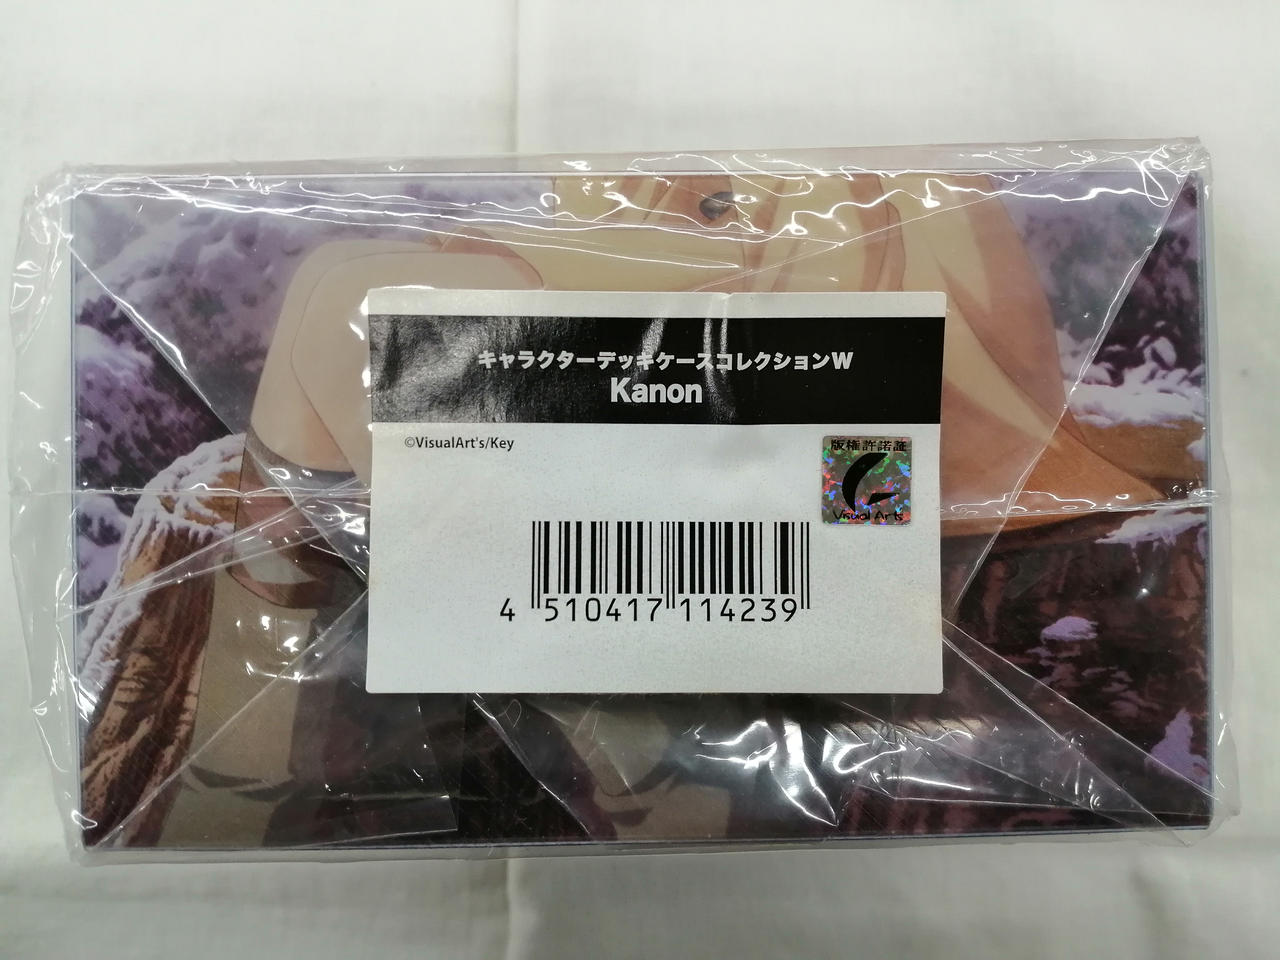 キャラクターデッキケースコレクションW
Kanon
©VisualArt's/Key
版権許諾証
Visual Arts
4 510417 114239